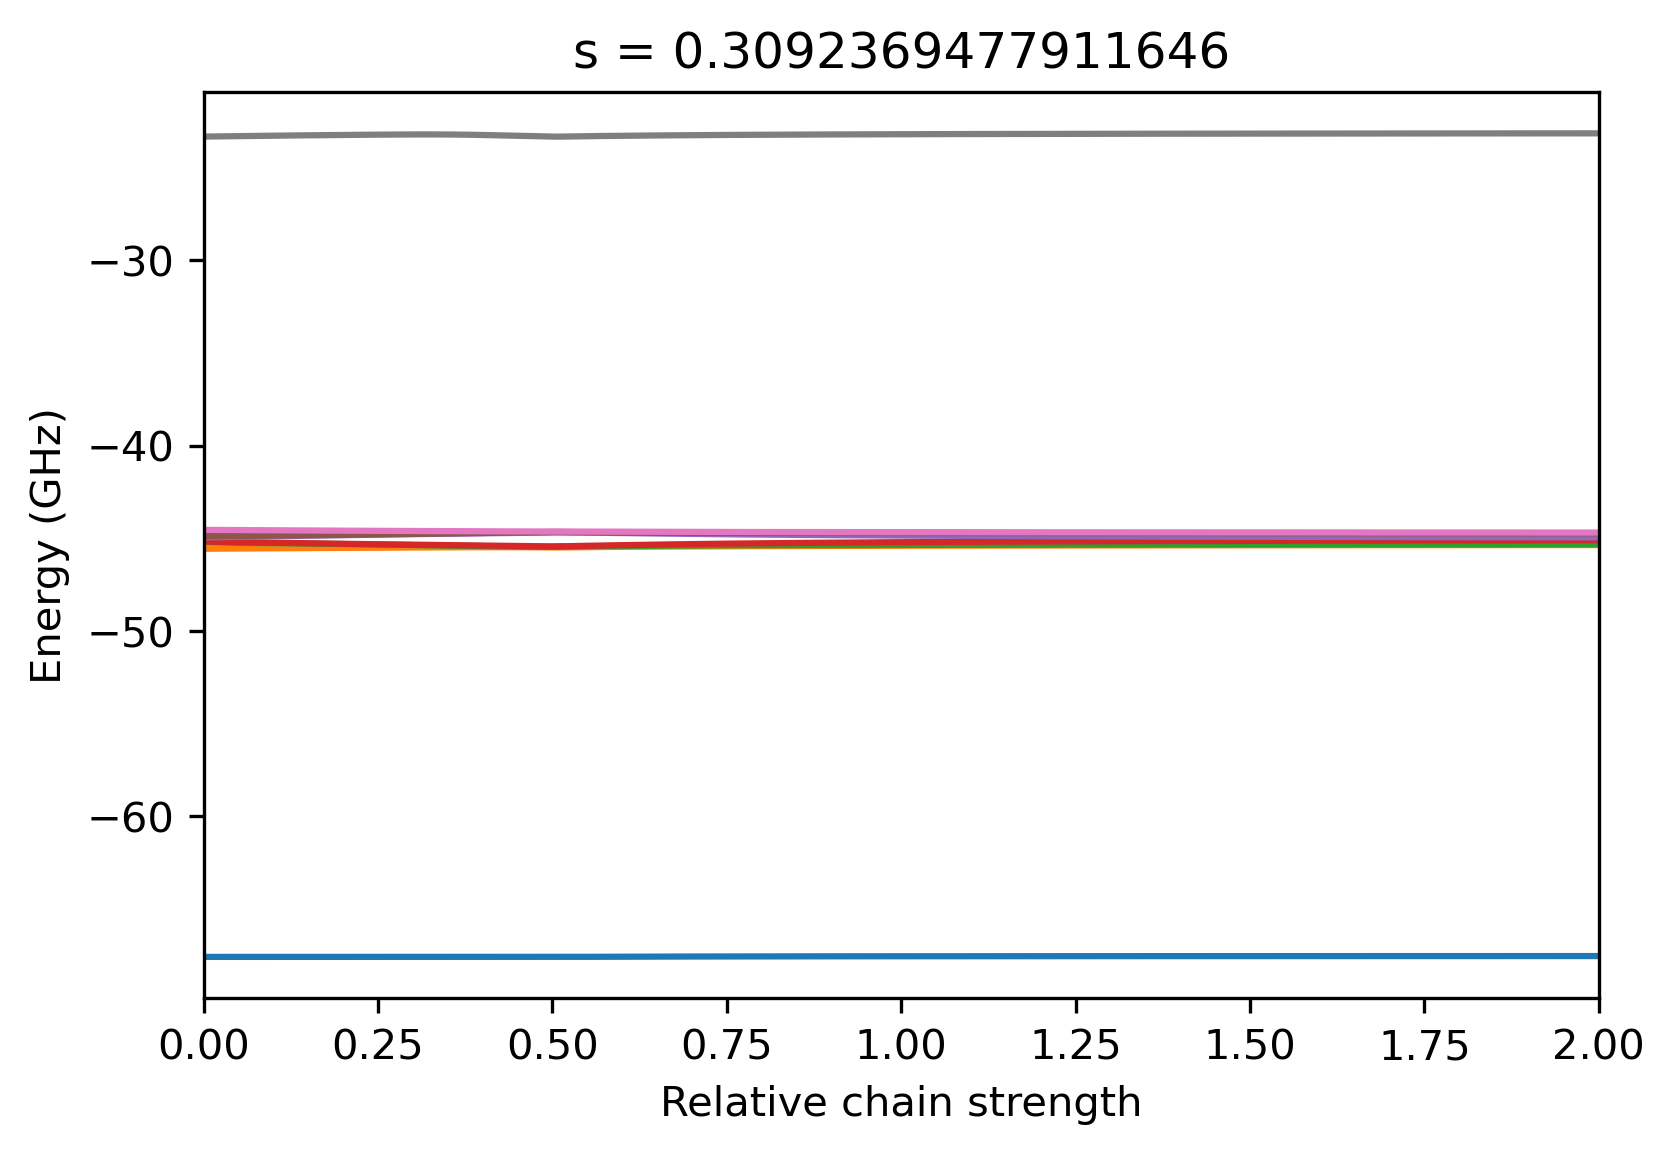 s = 0.3092369477911646
Energy (GHz)
−30
−40
−50
−60
0.00 0.25 0.50 0.75 1.00 1.25 1.50 1.75 2.00
Relative chain strength